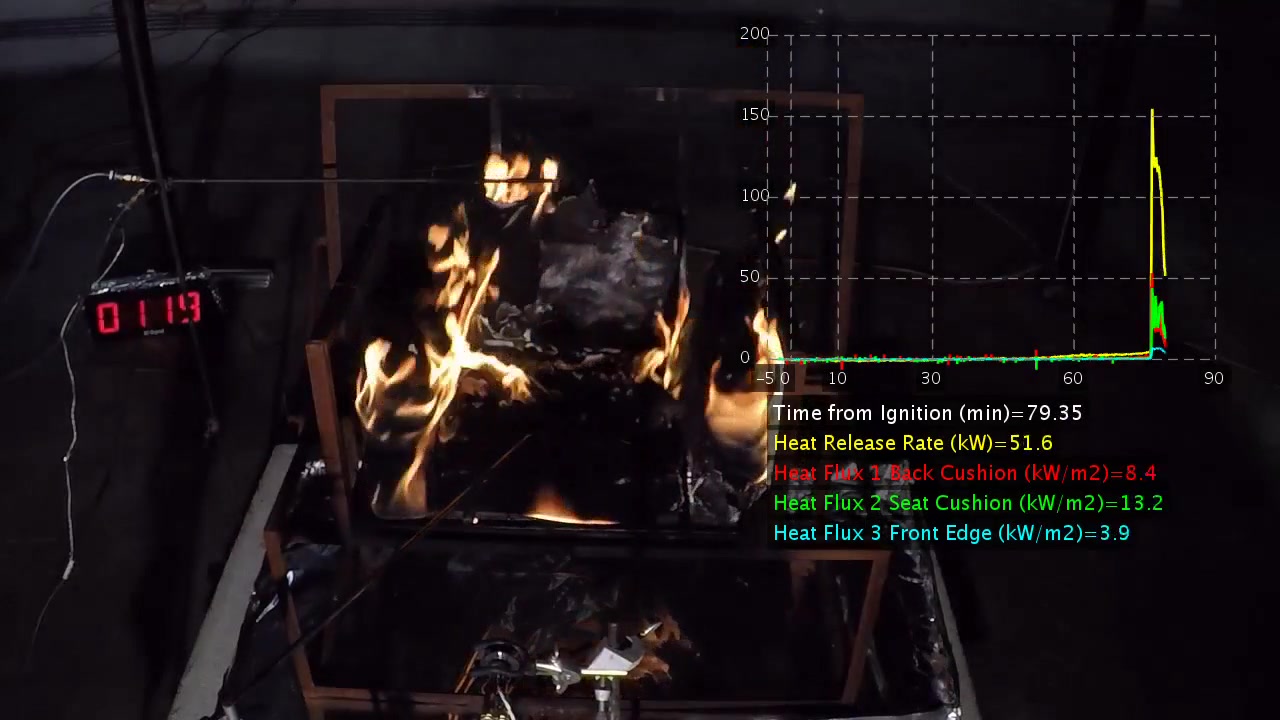 200
150
100
50
0
-5 0 10 30 60 90
Time from Ignition (min)=79.35
Heat Release Rate (kW)=51.6
Heat Flux 1 Back Cushion (kW/m2)=8.4
Heat Flux 2 Seat Cushion (kW/m2)=13.2
Heat Flux 3 Front Edge (kW/m2)=3.9